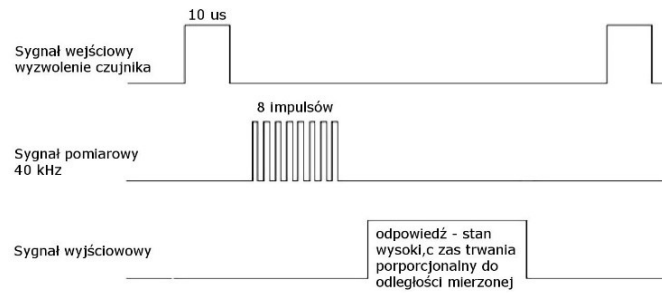 10 us
Sygnał wejściowy
wyzwolenie czujnika
8 impulsów
Sygnał pomiarowy
40 kHz
Sygnał wyjściowowy
odpowiedź - stan
wysoki,c zas trwania
porporcjonalny do
odległości mierzonej